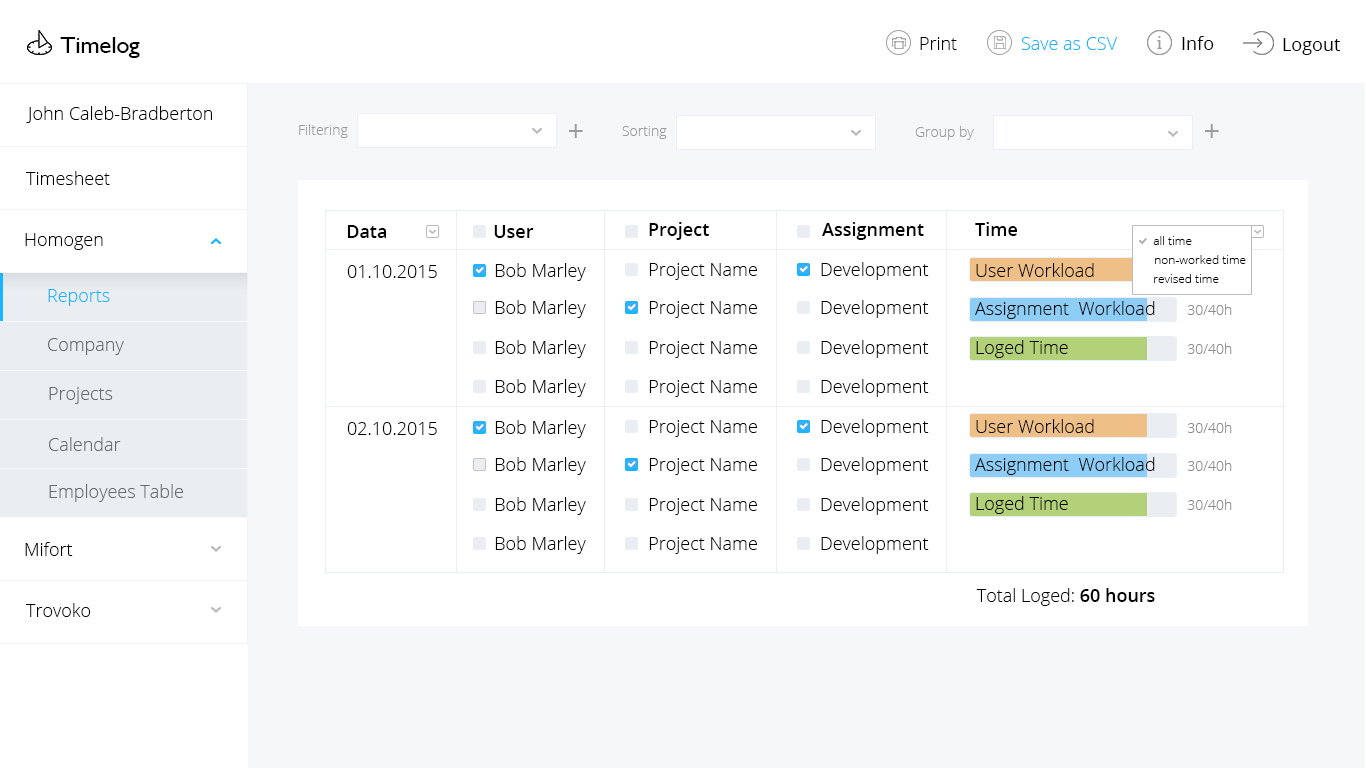 Timelog
Print Save as CSV Info Logout
John Caleb-Bradberton
Timesheet
Homogen
Reports
Company
Projects
Calendar
Employees Table
Mifort
Trovoko
Filtering Sorting Group by
Data User Project Assignment Time
all time
non-worked time
revised time
01.10.2015 Bob Marley Project Name Development User Workload
Bob Marley Project Name Development Assignment Workload 30/40h
Bob Marley Project Name Development Loged Time 30/40h
Bob Marley Project Name Development
02.10.2015 Bob Marley Project Name Development User Workload 30/40h
Bob Marley Project Name Development Assignment Workload 30/40h
Bob Marley Project Name Development Loged Time 30/40h
Bob Marley Project Name Development
Total Loged: 60 hours